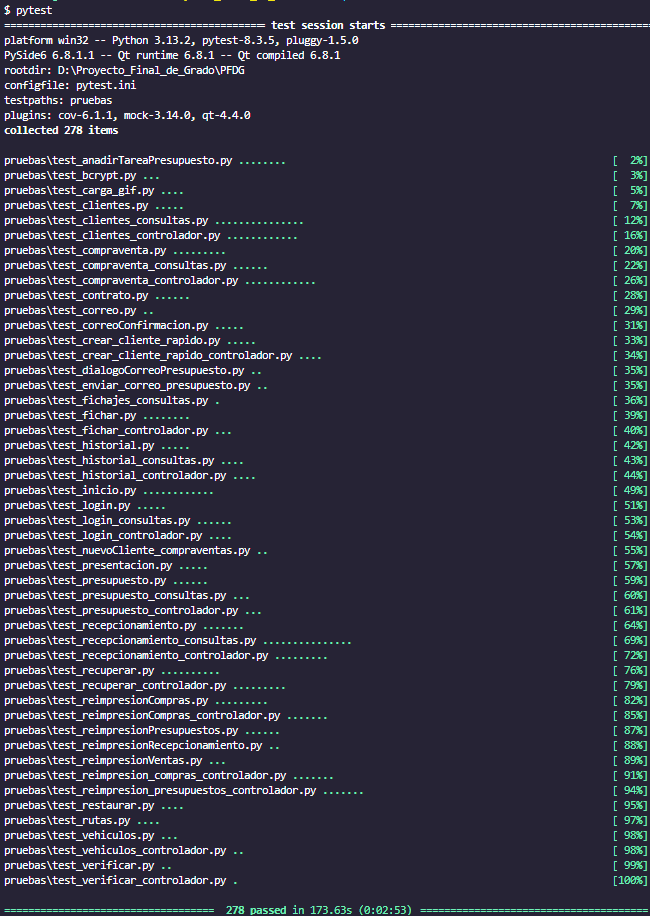 $ pytest
======================================== test session starts ========================================
platform win32 -- Python 3.13.2, pytest-8.3.5, pluggy-1.5.0
PySide6 6.8.1.1 -- Qt runtime 6.8.1 -- Qt compiled 6.8.1
rootdir: D:\Proyecto_Final_de_Grado\PFDG
configfile: pytest.ini
testpaths: pruebas
plugins: cov-6.1.1, mock-3.14.0, qt-4.4.0
collected 278 items
pruebas\test_anadirTareaPresupuesto.py ........ [ 2%]
pruebas\test_bcrypt.py ... [ 3%]
pruebas\test_carga_gif.py .... [ 5%]
pruebas\test_clientes.py ..... [ 7%]
pruebas\test_clientes_consultas.py ............... [ 12%]
pruebas\test_clientes_controlador.py ............ [ 16%]
pruebas\test_compraventa.py ......... [ 20%]
pruebas\test_compraventa_consultas.py ...... [ 22%]
pruebas\test_compraventa_controlador.py ............ [ 26%]
pruebas\test_contrato.py ...... [ 28%]
pruebas\test_correo.py .. [ 29%]
pruebas\test_correoConfirmacion.py ..... [ 31%]
pruebas\test_crear_cliente_rapido.py ..... [ 33%]
pruebas\test_crear_cliente_rapido_controlador.py .... [ 34%]
pruebas\test_dialogoCorreoPresupuesto.py .. [ 35%]
pruebas\test_enviar_correo_presupuesto.py .. [ 35%]
pruebas\test_fichajes_consultas.py . [ 36%]
pruebas\test_fichar.py ........ [ 39%]
pruebas\test_fichar_controlador.py ... [ 40%]
pruebas\test_historial.py ..... [ 42%]
pruebas\test_historial_consultas.py .... [ 43%]
pruebas\test_historial_controlador.py .... [ 44%]
pruebas\test_inicio.py ............ [ 49%]
pruebas\test_login.py ..... [ 51%]
pruebas\test_login_consultas.py ...... [ 53%]
pruebas\test_login_controlador.py .... [ 54%]
pruebas\test_nuevoCliente_compraventas.py .. [ 55%]
pruebas\test_presentacion.py ..... [ 57%]
pruebas\test_presupuesto.py ...... [ 59%]
pruebas\test_presupuesto_consultas.py ... [ 60%]
pruebas\test_presupuesto_controlador.py ... [ 61%]
pruebas\test_recepcionamiento.py ....... [ 64%]
pruebas\test_recepcionamiento_consultas.py ............... [ 69%]
pruebas\test_recepcionamiento_controlador.py ......... [ 72%]
pruebas\test_recuperar.py .......... [ 76%]
pruebas\test_recuperar_controlador.py ......... [ 79%]
pruebas\test_reimpresionCompras.py ......... [ 82%]
pruebas\test_reimpresionCompras_controlador.py ....... [ 85%]
pruebas\test_reimpresionPresupuestos.py ...... [ 87%]
pruebas\test_reimpresionRecepcionamiento.py .. [ 88%]
pruebas\test_reimpresionVentas.py ... [ 89%]
pruebas\test_reimpresion_compras_controlador.py ....... [ 91%]
pruebas\test_reimpresion_presupuestos_controlador.py ....... [ 94%]
pruebas\test_restaurar.py .... [ 95%]
pruebas\test_rutas.py .... [ 97%]
pruebas\test_vehiculos.py ... [ 98%]
pruebas\test_vehiculos_controlador.py .. [ 98%]
pruebas\test_verificar.py .. [ 99%]
pruebas\test_verificar_controlador.py . [100%]
================================ 278 passed in 173.63s (0:02:53) ===================================